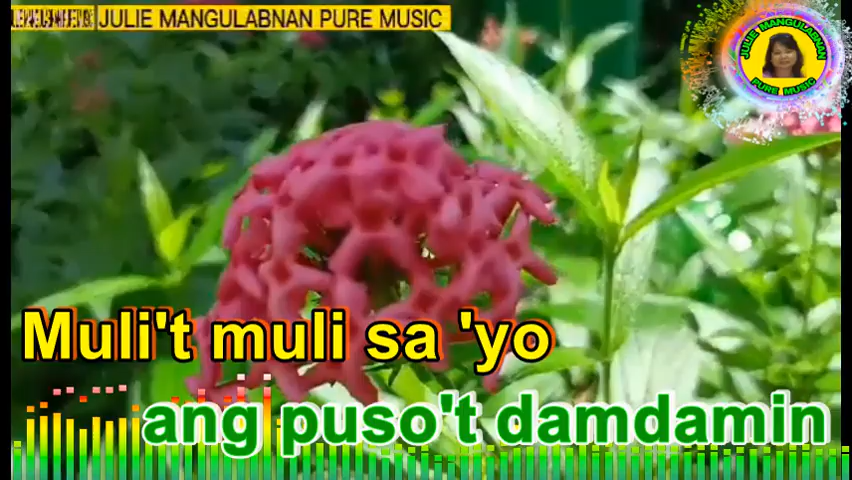 JULIE MANGULABNAN PURE MUSIC
JULIE MANGULABNAN
PURE MUSIC
Muli't muli sa 'yo
ang puso't damdamin